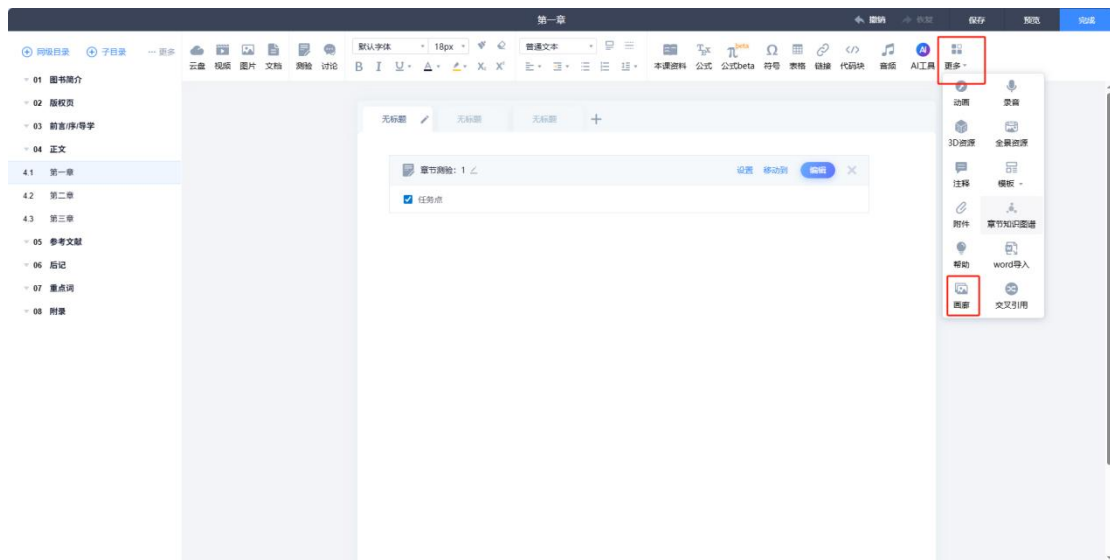 第一章
撤销 恢复 保存 预览 完成
同级目录 子目录 ··· 更多
默认字体 18px 普通文本
B I U A X, X'
云盘 视频 图片 文档 测验 讨论
本课资料 公式 公式beta 符号 表格 链接 代码块 音频 AI工具 更多
01 图书简介
02 版权页
03 前言/序/导学
04 正文
4.1 第一章
4.2 第二章
4.3 第三章
05 参考文献
06 后记
07 重点词
08 附录
无标题 无标题 无标题 +
章节测验：1 设置 移动到 编辑
任务点
动画 录音
3D资源 全景资源
注释 模板
附件 章节知识图谱
帮助 word导入
画廊 交叉引用